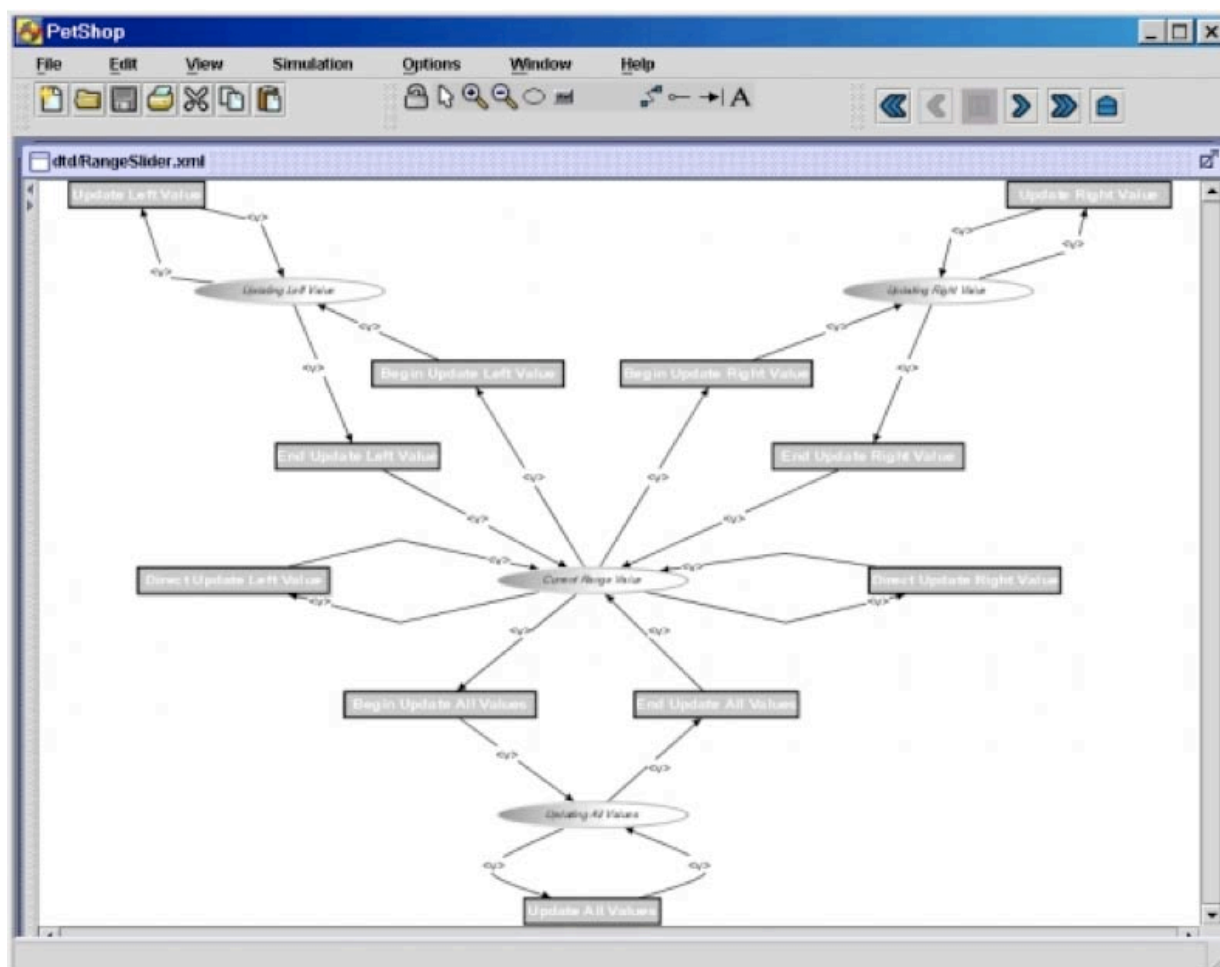 PetShop
File Edit View Simulation Options Window Help
A
dtd/RangeSlider.xml
Update Left Value Update Right Value
<v> <v>
<v> <v>
Updating Left Value Updating Right Value
<v> <v>
<v> <v>
Begin Update Left Value Begin Update Right Value
End Update Left Value End Update Right Value
<v> <v>
<v> <v>
<v> <v>
Direct Update Left Value Current Range Value Direct Update Right Value
<v> <v>
<v> <v>
Begin Update All Values End Update All Values
<v> <v>
Updating All Values
<v> <v>
Update All Values